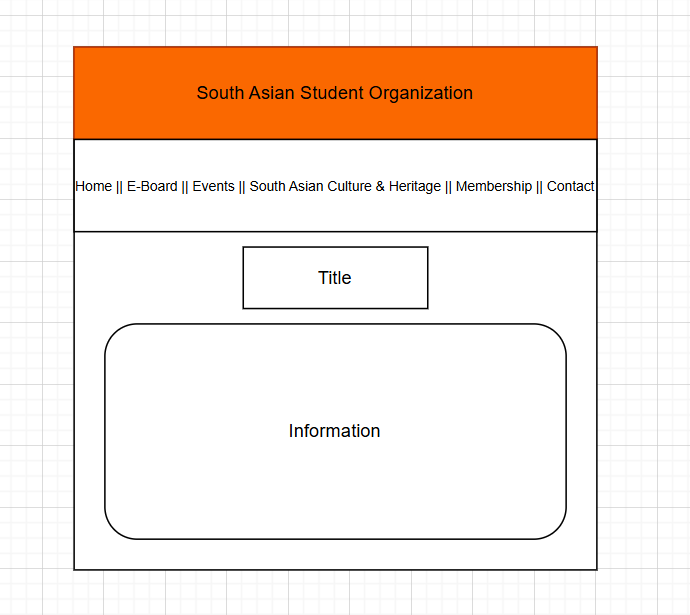 South Asian Student Organization
Home || E-Board || Events || South Asian Culture & Heritage || Membership || Contact
Title
Information